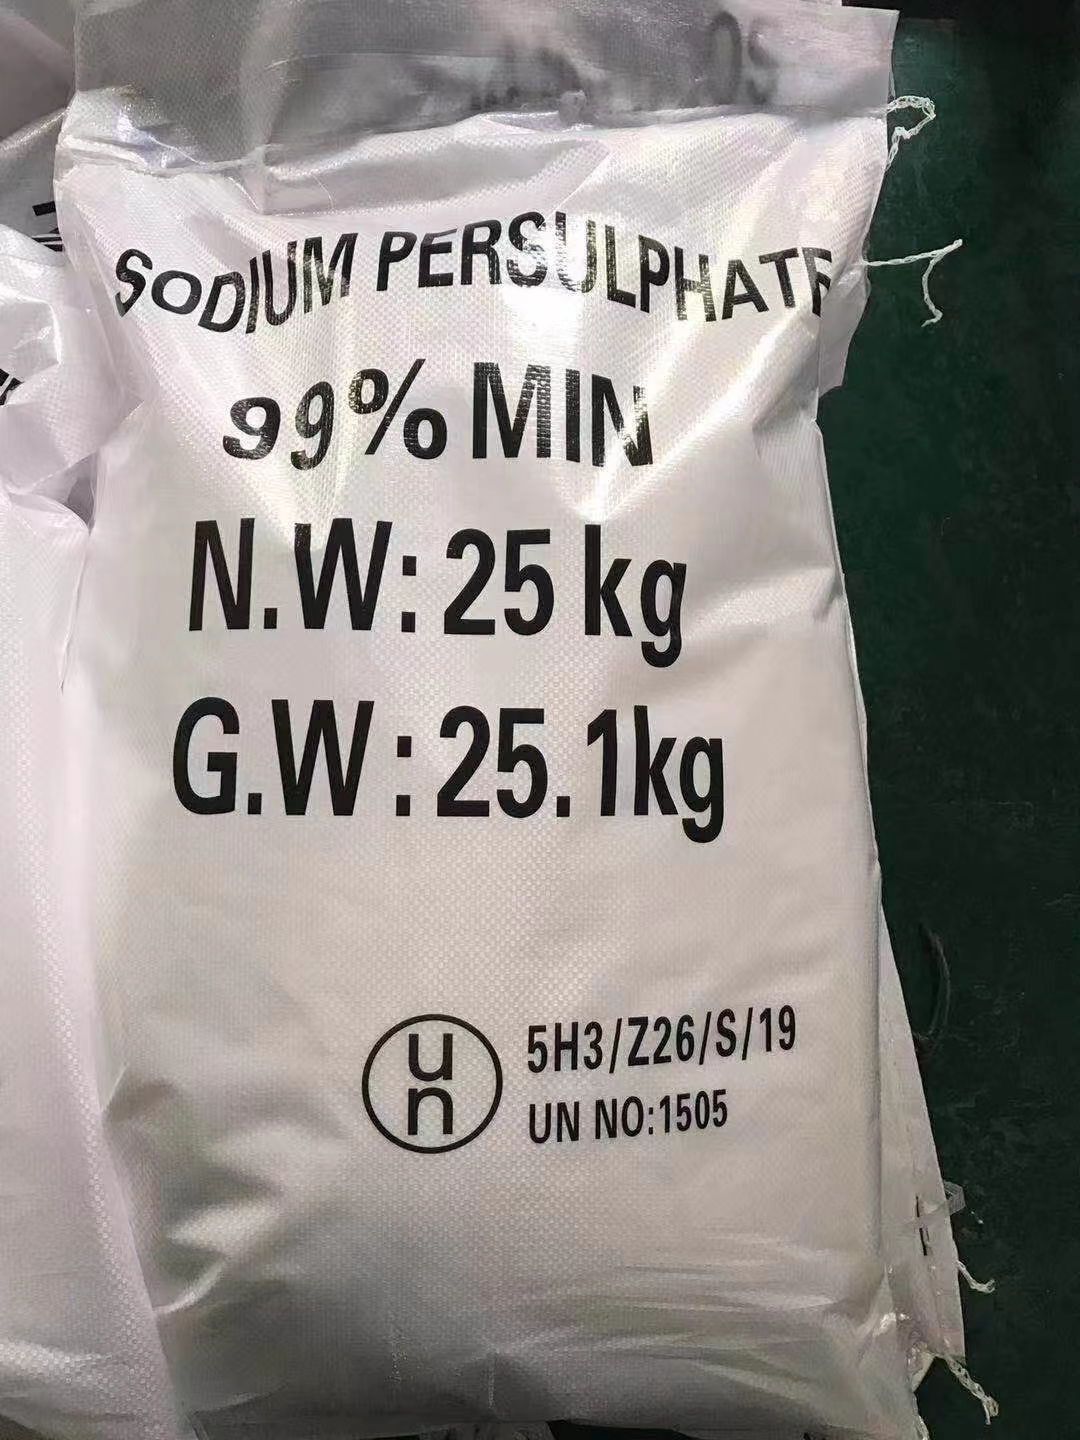 SODIUM PERSULPHATE
99% MIN
N.W: 25 kg
G.W: 25.1kg
un
5H3/Z26/S/19
UN NO:1505